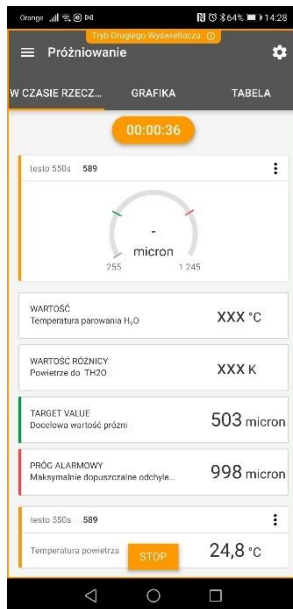 Orange 64% 14:28
Tryb Drugiego Wyświetlacza
Próżniowanie
W CZASIE RZECZ... GRAFIKA TABELA
00:00:36
testo 550s 589
-
micron
255 1 245
WARTOŚĆ
Temperatura parowania H₂O
XXX °C
WARTOŚĆ RÓŻNICY
Powietrze do TH2O
XXX K
TARGET VALUE
Docelowa wartość próżni
503 micron
PRÓG ALARMOWY
Maksymalnie dopuszczalne odchyle...
998 micron
testo 550s 589
Temperatura powietrza
STOP
24,8 °C